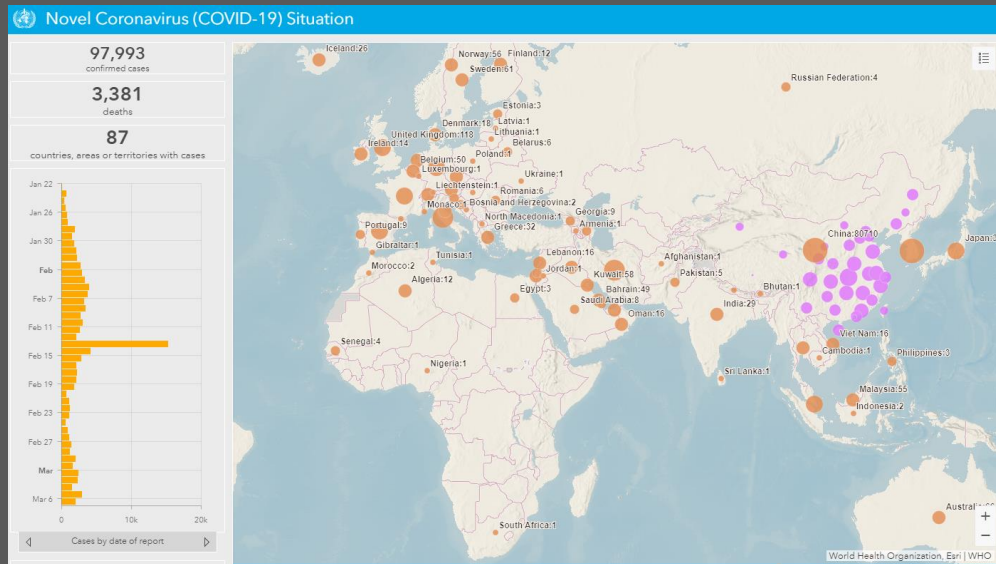 Novel Coronavirus (COVID-19) Situation
97,993
confirmed cases
3,381
deaths
87
countries, areas or territories with cases
Jan 22
Jan 26
Jan 30
Feb
Feb 7
Feb 11
Feb 15
Feb 19
Feb 23
Feb 27
Mar
Mar 6
0 10k 20k
Cases by date of report
Iceland:26
Norway:56
Finland:12
Sweden:61
Russian Federation:4
Estonia:3
Denmark:18
Latvia:1
United Kingdom:118
Lithuania:1
Ireland:14
Belarus:6
Belgium:50
Poland:1
Luxembourg:1
Ukraine:1
Liechtenstein:1
Romania:6
Monaco:1
Bosnia and Herzegovina:2
Portugal:9
North Macedonia:1
Georgia:9
Greece:32
Armenia:1
China:80710
Japan:
Gibraltar:1
Tunisia:1
Lebanon:16
Afghanistan:1
Morocco:2
Jordan:1
Kuwait:58
Pakistan:5
Algeria:12
Egypt:3
Bahrain:49
Bhutan:1
Saudi Arabia:8
India:29
Oman:16
Viet Nam:16
Senegal:4
Cambodia:1
Philippines:3
Nigeria:1
Sri Lanka:1
Malaysia:55
Indonesia:2
Australia
South Africa:1
+
−
World Health Organization, Esri | WHO